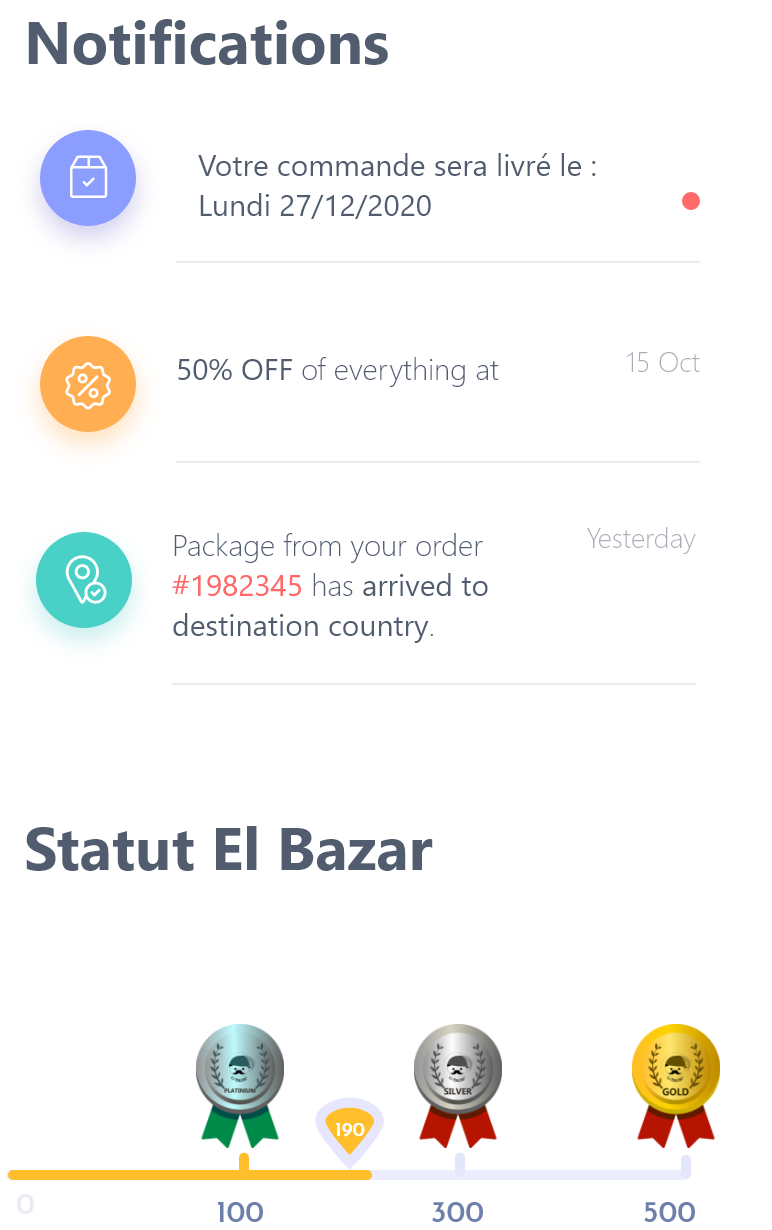 Notifications
Votre commande sera livré le :
Lundi 27/12/2020
50% OFF of everything at
15 Oct
Package from your order
Yesterday
#1982345 has arrived to
destination country.
Statut El Bazar
PLATINIUM
SILVER
GOLD
190
0
100
300
500